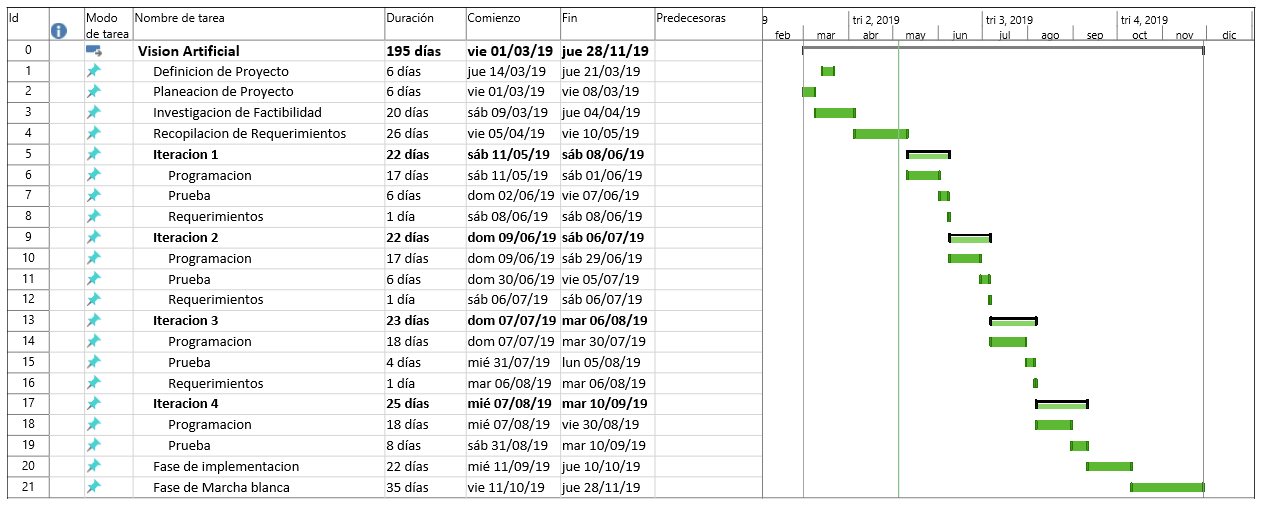 Id Modo de tarea Nombre de tarea Duración Comienzo Fin Predecesoras
9 tri 2, 2019 tri 3, 2019 tri 4, 2019
feb mar abr may jun jul ago sep oct nov dic
0 Vision Artificial 195 días vie 01/03/19 jue 28/11/19
1 Definicion de Proyecto 6 días jue 14/03/19 jue 21/03/19
2 Planeacion de Proyecto 6 días vie 01/03/19 vie 08/03/19
3 Investigacion de Factibilidad 20 días sáb 09/03/19 jue 04/04/19
4 Recopilacion de Requerimientos 26 días vie 05/04/19 vie 10/05/19
5 Iteracion 1 22 días sáb 11/05/19 sáb 08/06/19
6 Programacion 17 días sáb 11/05/19 sáb 01/06/19
7 Prueba 6 días dom 02/06/19 vie 07/06/19
8 Requerimientos 1 día sáb 08/06/19 sáb 08/06/19
9 Iteracion 2 22 días dom 09/06/19 sáb 06/07/19
10 Programacion 17 días dom 09/06/19 sáb 29/06/19
11 Prueba 6 días dom 30/06/19 vie 05/07/19
12 Requerimientos 1 día sáb 06/07/19 sáb 06/07/19
13 Iteracion 3 23 días dom 07/07/19 mar 06/08/19
14 Programacion 18 días dom 07/07/19 mar 30/07/19
15 Prueba 4 días mié 31/07/19 lun 05/08/19
16 Requerimientos 1 día mar 06/08/19 mar 06/08/19
17 Iteracion 4 25 días mié 07/08/19 mar 10/09/19
18 Programacion 18 días mié 07/08/19 vie 30/08/19
19 Prueba 8 días sáb 31/08/19 mar 10/09/19
20 Fase de implementacion 22 días mié 11/09/19 jue 10/10/19
21 Fase de Marcha blanca 35 días vie 11/10/19 jue 28/11/19